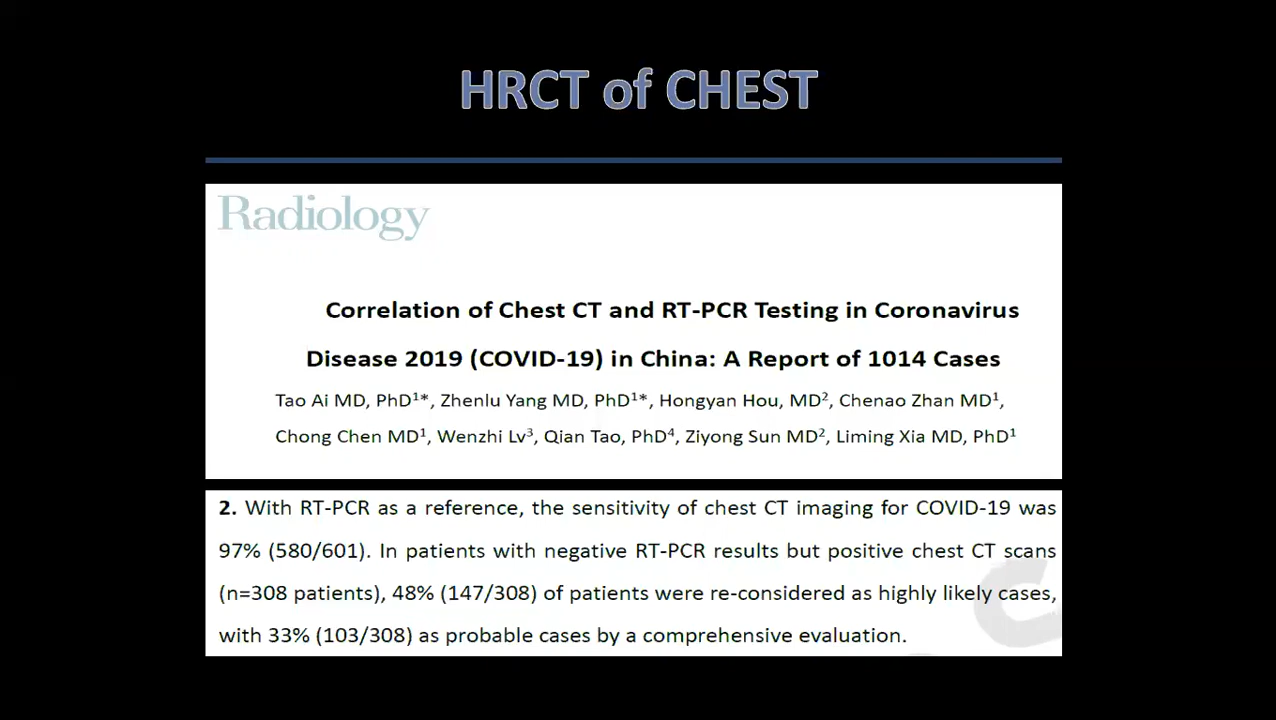 HRCT of CHEST
Radiology
Correlation of Chest CT and RT-PCR Testing in Coronavirus
Disease 2019 (COVID-19) in China: A Report of 1014 Cases
Tao Ai MD, PhD¹*, Zhenlu Yang MD, PhD¹*, Hongyan Hou, MD², Chenao Zhan MD¹,
Chong Chen MD¹, Wenzhi Lv³, Qian Tao, PhD⁴, Ziyong Sun MD², Liming Xia MD, PhD¹
2. With RT-PCR as a reference, the sensitivity of chest CT imaging for COVID-19 was
97% (580/601). In patients with negative RT-PCR results but positive chest CT scans
(n=308 patients), 48% (147/308) of patients were re-considered as highly likely cases,
with 33% (103/308) as probable cases by a comprehensive evaluation.